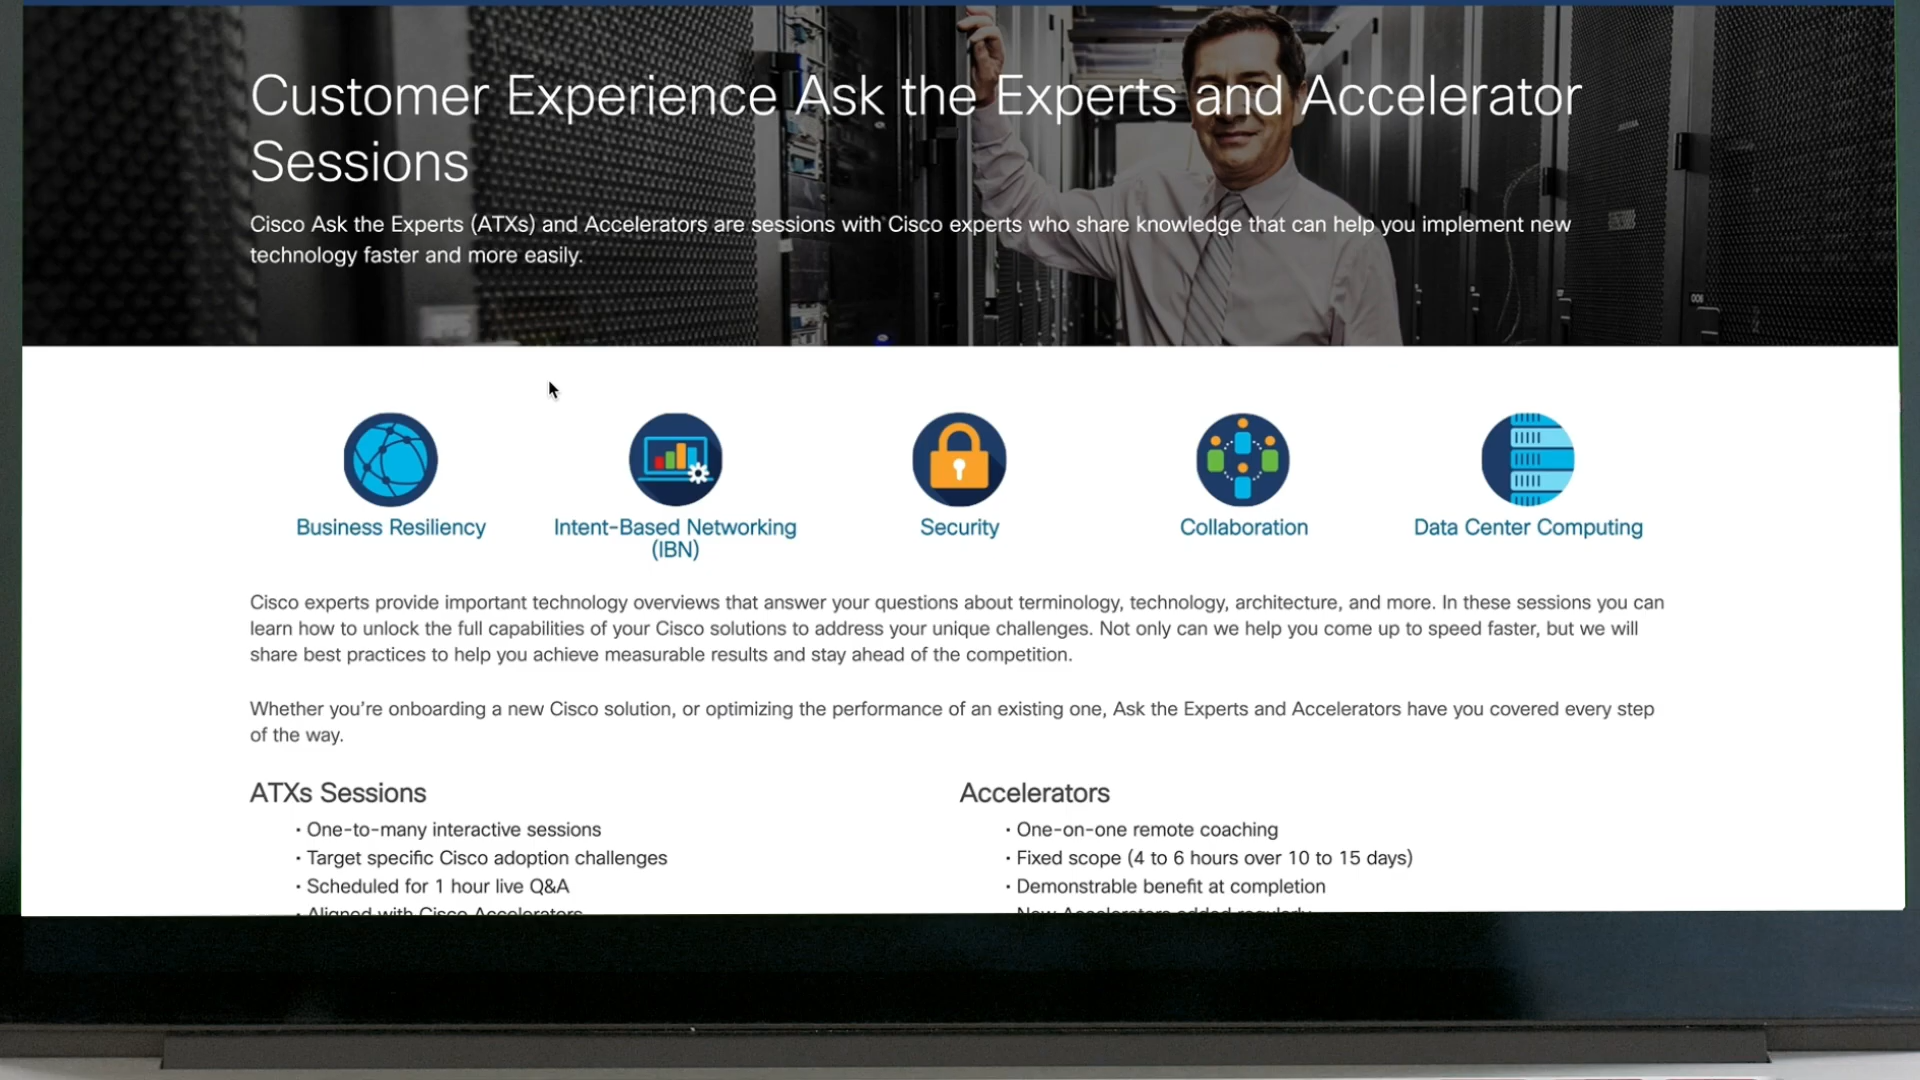 Customer Experience Ask the Experts and Accelerator
Sessions
Cisco Ask the Experts (ATXs) and Accelerators are sessions with Cisco experts who share knowledge that can help you implement new
technology faster and more easily.
006
Business Resiliency
Intent-Based Networking
(IBN)
Security
Collaboration
Data Center Computing
Cisco experts provide important technology overviews that answer your questions about terminology, technology, architecture, and more. In these sessions you can
learn how to unlock the full capabilities of your Cisco solutions to address your unique challenges. Not only can we help you come up to speed faster, but we will
share best practices to help you achieve measurable results and stay ahead of the competition.
Whether you’re onboarding a new Cisco solution, or optimizing the performance of an existing one, Ask the Experts and Accelerators have you covered every step
of the way.
ATXs Sessions
· One-to-many interactive sessions
· Target specific Cisco adoption challenges
· Scheduled for 1 hour live Q&A
· Aligned with Cisco Accelerators
Accelerators
· One-on-one remote coaching
· Fixed scope (4 to 6 hours over 10 to 15 days)
· Demonstrable benefit at completion
· New Accelerators added regularly